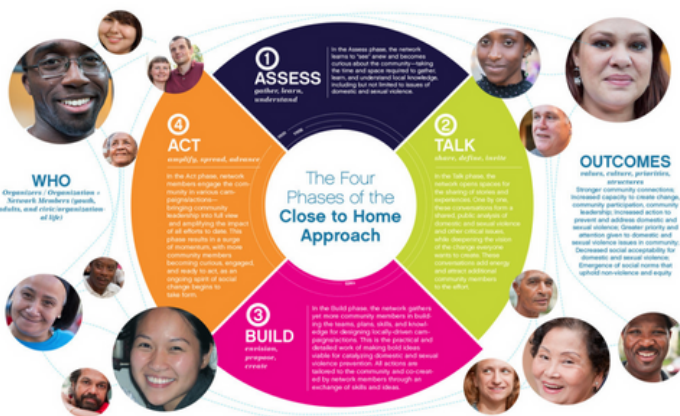 1
ASSESS
gather, learn,
understand
In the Assess phase, the network
learns to "see" anew and becomes
curious about the community—taking
the time and space required to gather,
learn, and understand local knowledge,
including but not limited to issues of
domestic and sexual violence.
2
TALK
share, define, invite
In the Talk phase, the
network opens spaces for
the sharing of stories and
experiences. One by one,
these conversations form a
shared, public analysis of
domestic and sexual violence
and other critical issues
while deepening the vision
of the change everyone
wants to create. These
conversations add energy
and attract additional
community members
to the effort.
3
BUILD
envision,
propose,
create
In the Build phase, the network gathers
yet more community members in build-
ing the teams, plans, skills, and knowl-
edge for designing locally-driven cam-
paigns/actions. This is the practical and
detailed work of making bold ideas
viable for catalyzing domestic and sexual
violence prevention. All actions are
tailored to the community and co-creat-
ed by network members through an
exchange of skills and ideas.
4
ACT
amplify, spread, advance
In the Act phase, network
members engage the com-
munity in various cam-
paigns/actions—
bringing community
leadership into full view
and amplifying the impact
of all efforts to date. This
phase results in a surge
of momentum, with more
community members
becoming curious, engaged,
and ready to act, as an
ongoing spirit of social
change begins to
take form.
The Four
Phases of the
Close to Home
Approach
WHO
Organizers / Organization +
Network Members (youth,
adults, and civic/organization-
al life)
OUTCOMES
values, culture, priorities,
structures
Stronger community connections;
Increased capacity to create change,
community participation, community
leadership; Increased action to
prevent and address domestic and
sexual violence; Greater priority and
attention given to domestic and
sexual violence issues in community;
Decreased social acceptability for
domestic and sexual violence;
Emergence of social norms that
uphold non-violence and equity